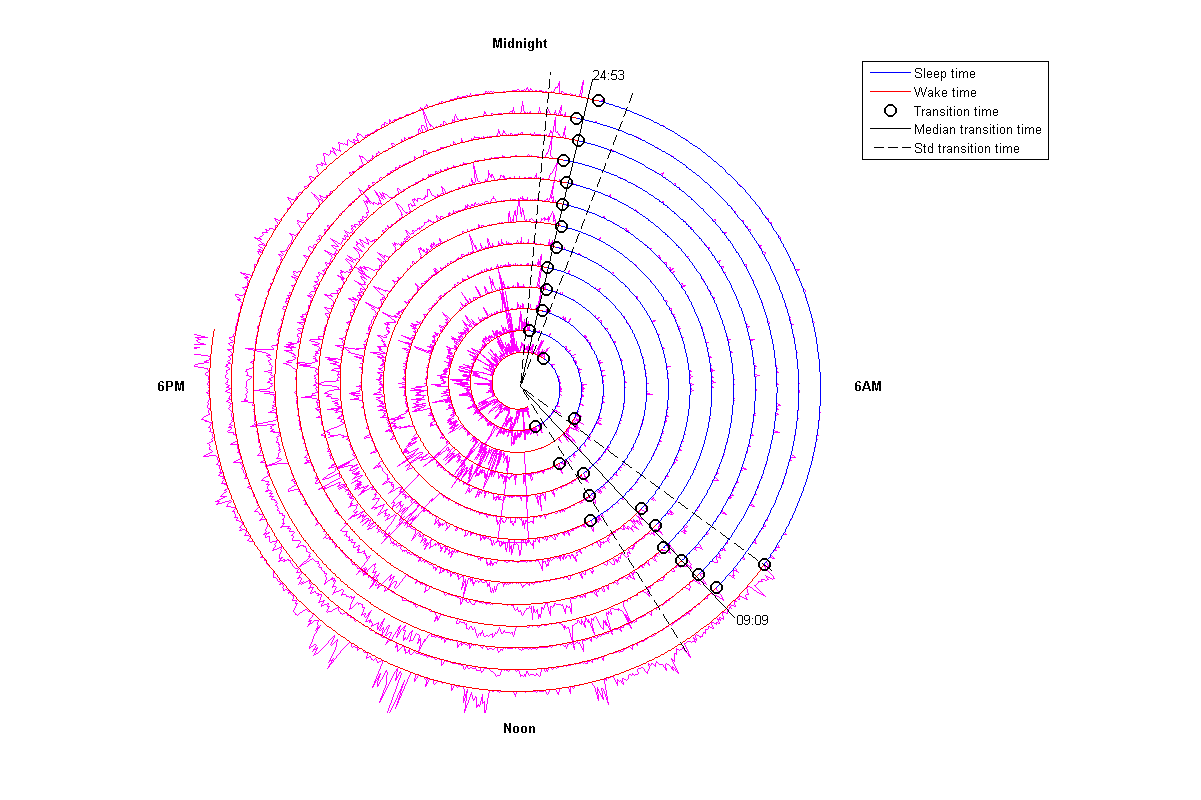 Midnight
24:53
Sleep time
Wake time
Transition time
Median transition time
Std transition time
6PM
6AM
09:09
Noon